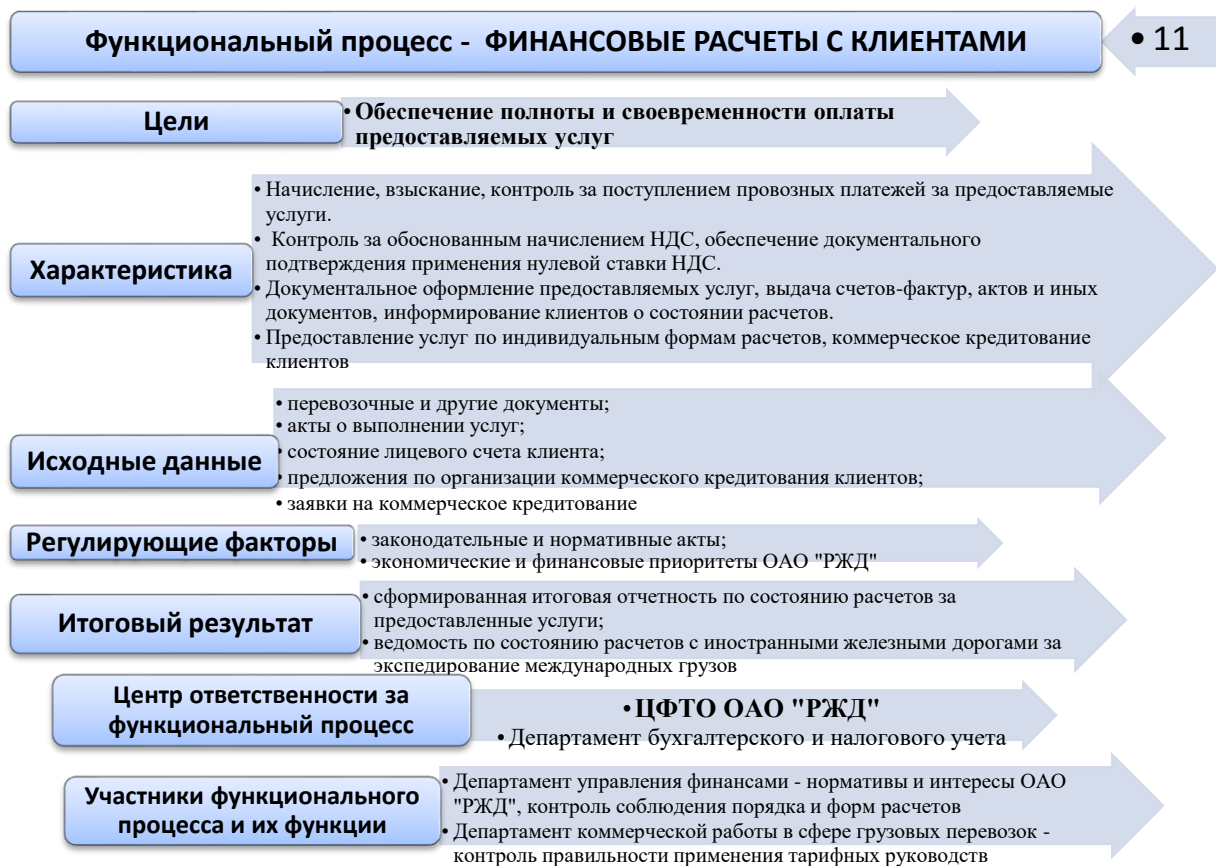 Функциональный процесс - ФИНАНСОВЫЕ РАСЧЕТЫ С КЛИЕНТАМИ
• 11
Цели
• Обеспечение полноты и своевременности оплаты
предоставляемых услуг
Характеристика
• Начисление, взыскание, контроль за поступлением провозных платежей за предоставляемые
услуги.
• Контроль за обоснованным начислением НДС, обеспечение документального
подтверждения применения нулевой ставки НДС.
• Документальное оформление предоставляемых услуг, выдача счетов-фактур, актов и иных
документов, информирование клиентов о состоянии расчетов.
• Предоставление услуг по индивидуальным формам расчетов, коммерческое кредитование
клиентов
Исходные данные
• перевозочные и другие документы;
• акты о выполнении услуг;
• состояние лицевого счета клиента;
• предложения по организации коммерческого кредитования клиентов;
• заявки на коммерческое кредитование
Регулирующие факторы
• законодательные и нормативные акты;
• экономические и финансовые приоритеты ОАО "РЖД"
Итоговый результат
• сформированная итоговая отчетность по состоянию расчетов за
предоставленные услуги;
• ведомость по состоянию расчетов с иностранными железными дорогами за
экспедирование международных грузов
Центр ответственности за
функциональный процесс
• ЦФТО ОАО "РЖД"
• Департамент бухгалтерского и налогового учета
Участники функционального
процесса и их функции
• Департамент управления финансами - нормативы и интересы ОАО
"РЖД", контроль соблюдения порядка и форм расчетов
• Департамент коммерческой работы в сфере грузовых перевозок -
контроль правильности применения тарифных руководств